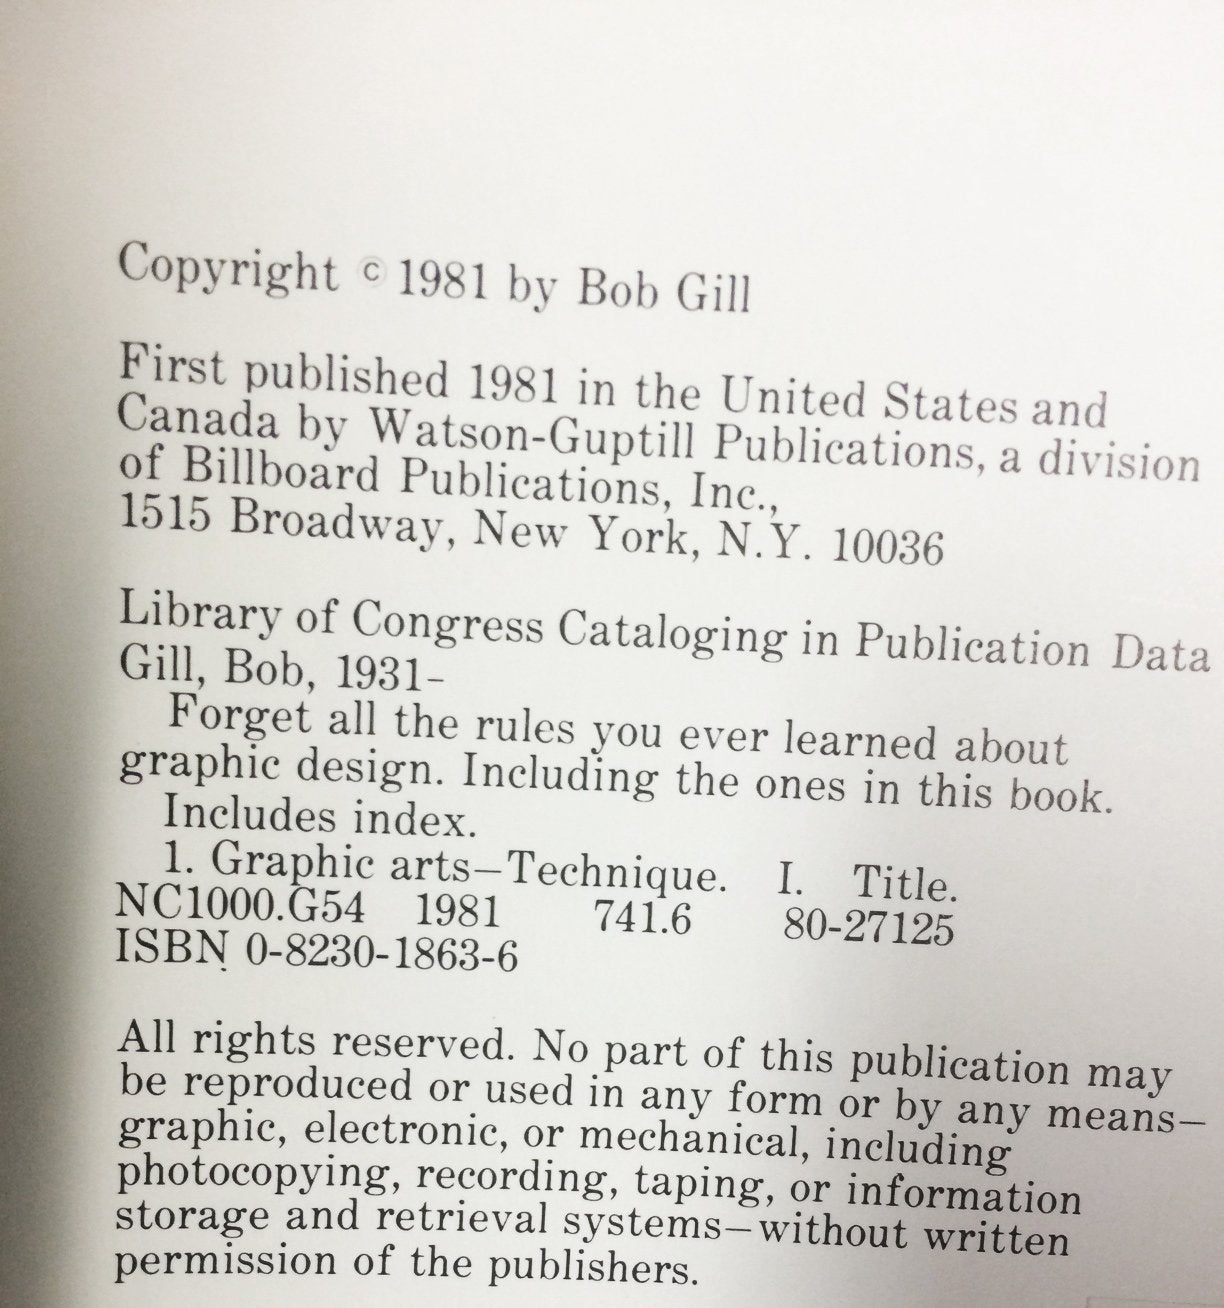 Copyright © 1981 by Bob Gill
First published 1981 in the United States and
Canada by Watson-Guptill Publications, a division
of Billboard Publications, Inc.,
1515 Broadway, New York, N.Y. 10036
Library of Congress Cataloging in Publication Data
Gill, Bob, 1931-
Forget all the rules you ever learned about
graphic design. Including the ones in this book.
Includes index.
1. Graphic arts—Technique. I. Title.
NC1000.G54 1981 741.6 80-27125
ISBN 0-8230-1863-6
All rights reserved. No part of this publication may
be reproduced or used in any form or by any means—
graphic, electronic, or mechanical, including
photocopying, recording, taping, or information
storage and retrieval systems—without written
permission of the publishers.